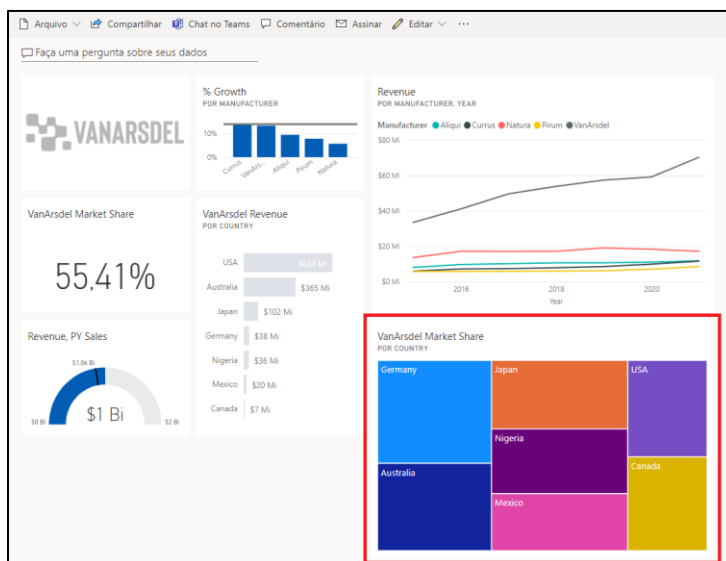 Arquivo
Compartilhar
Chat no Teams
Comentário
Assinar
Editar
...
Faça uma pergunta sobre seus dados
VANARSDEL
% Growth
POR MANUFACTURER
10%
0%
Currus
VanArs...
Aliqui
Pirum
Natura
Revenue
POR MANUFACTURER, YEAR
Manufacturer Aliqui Currus Natura Pirum VanArsdel
$80 Mi
$60 Mi
$40 Mi
$20 Mi
$0 Mi
2016 2018 2020
Year
VanArsdel Market Share
55,41%
VanArsdel Revenue
POR COUNTRY
USA $624 Mi
Australia $365 Mi
Japan $102 Mi
Germany $38 Mi
Nigeria $36 Mi
Mexico $20 Mi
Canada $7 Mi
Revenue, PY Sales
$1,06 Bi
$1 Bi
$0 Bi
$2 Bi
VanArsdel Market Share
POR COUNTRY
Germany
Japan
USA
Nigeria
Australia
Canada
Mexico